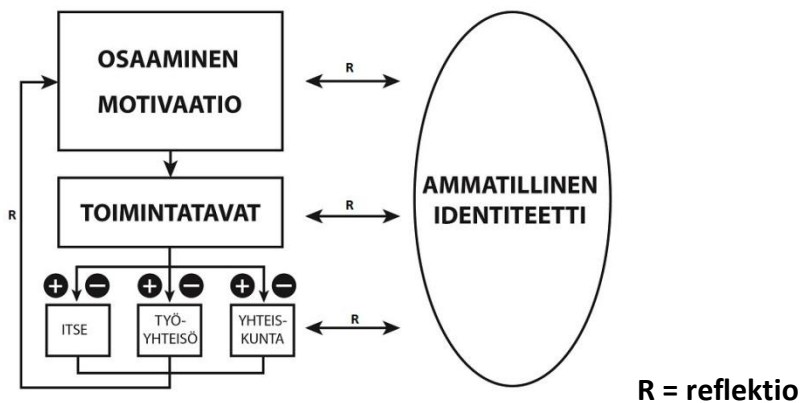 OSAAMINEN
MOTIVAATIO
R
AMMATILLINEN
IDENTITEETTI
TOIMINTATAVAT
R
R
+ − + − + −
ITSE
TYÖ-
YHTEISÖ
YHTEIS-
KUNTA
R
R = reflektio